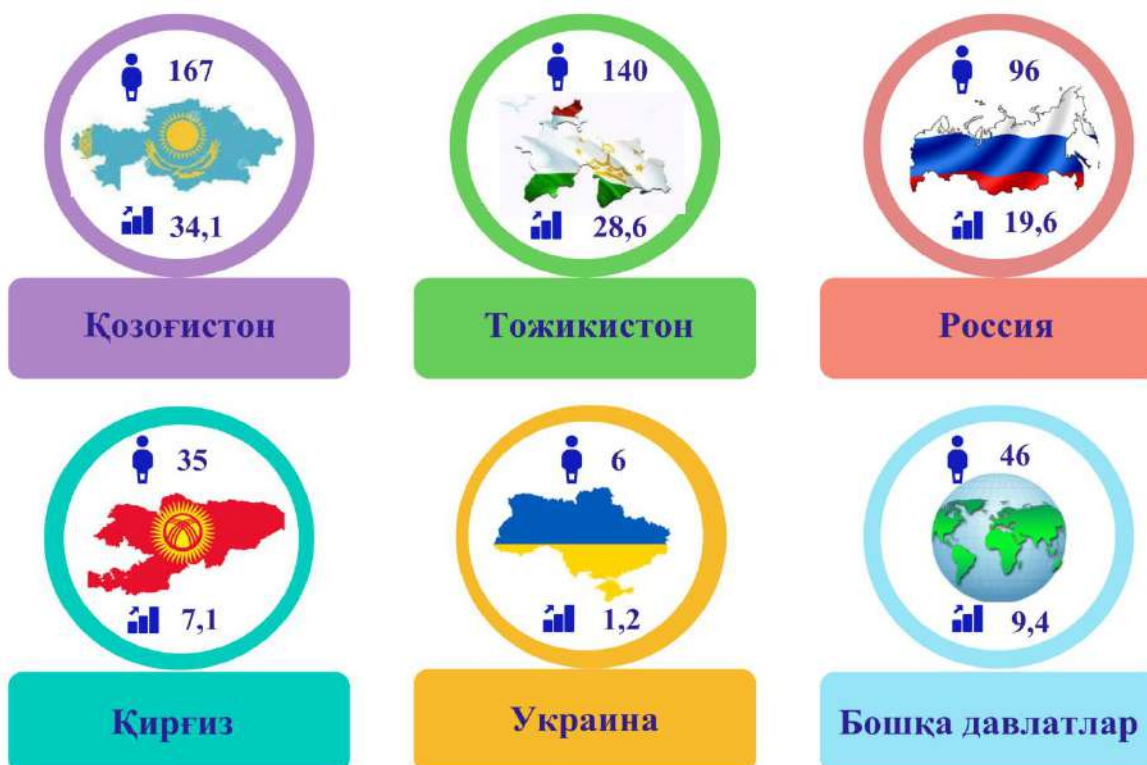 167
34,1
Қозоғистон
140
28,6
Тожикистон
96
19,6
Россия
35
7,1
Қирғиз
6
1,2
Украина
46
9,4
Бошқа давлатлар